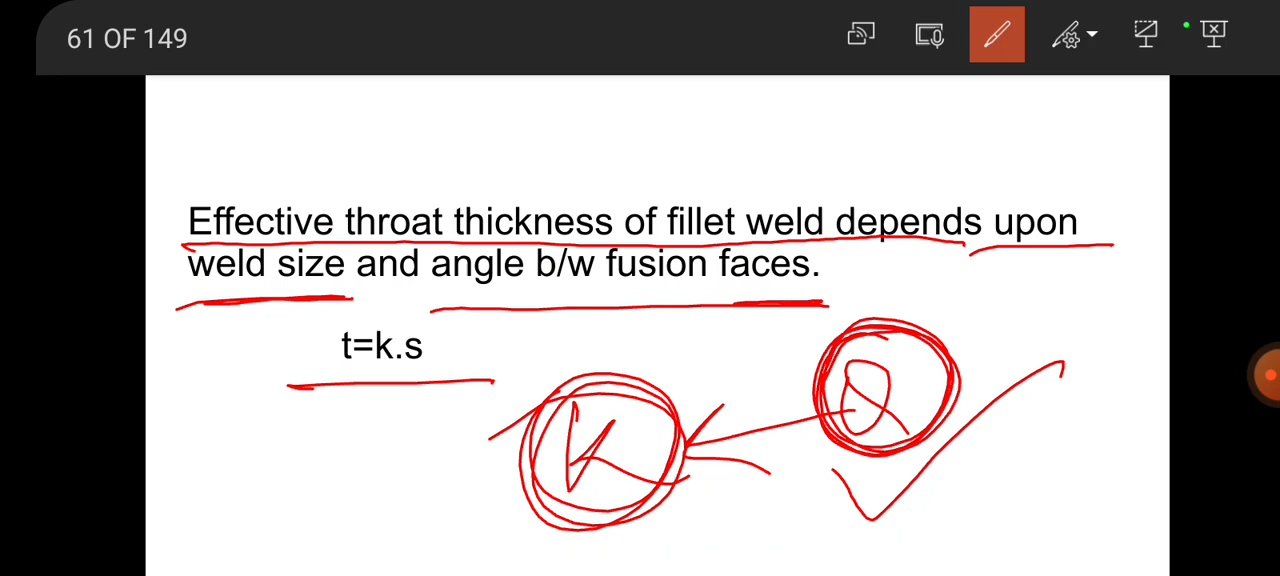 61 OF 149
Effective throat thickness of fillet weld depends upon
weld size and angle b/w fusion faces.
t=k.s
K